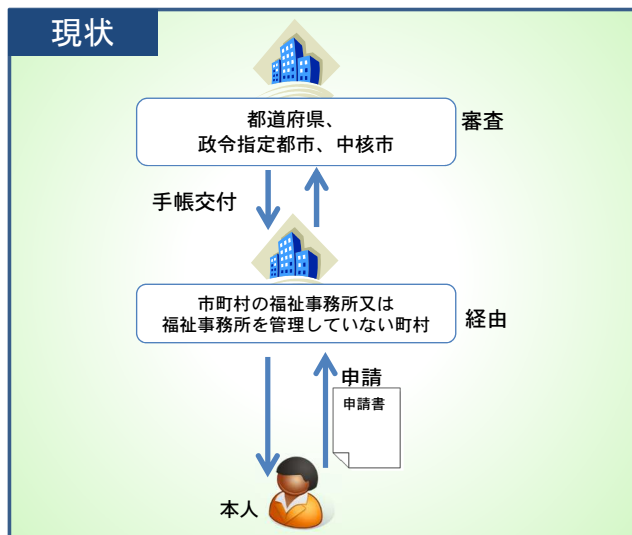 現状
都道府県、
政令指定都市、中核市
審査
手帳交付
市町村の福祉事務所又は
福祉事務所を管理していない町村
経由
申請
申請書
本人